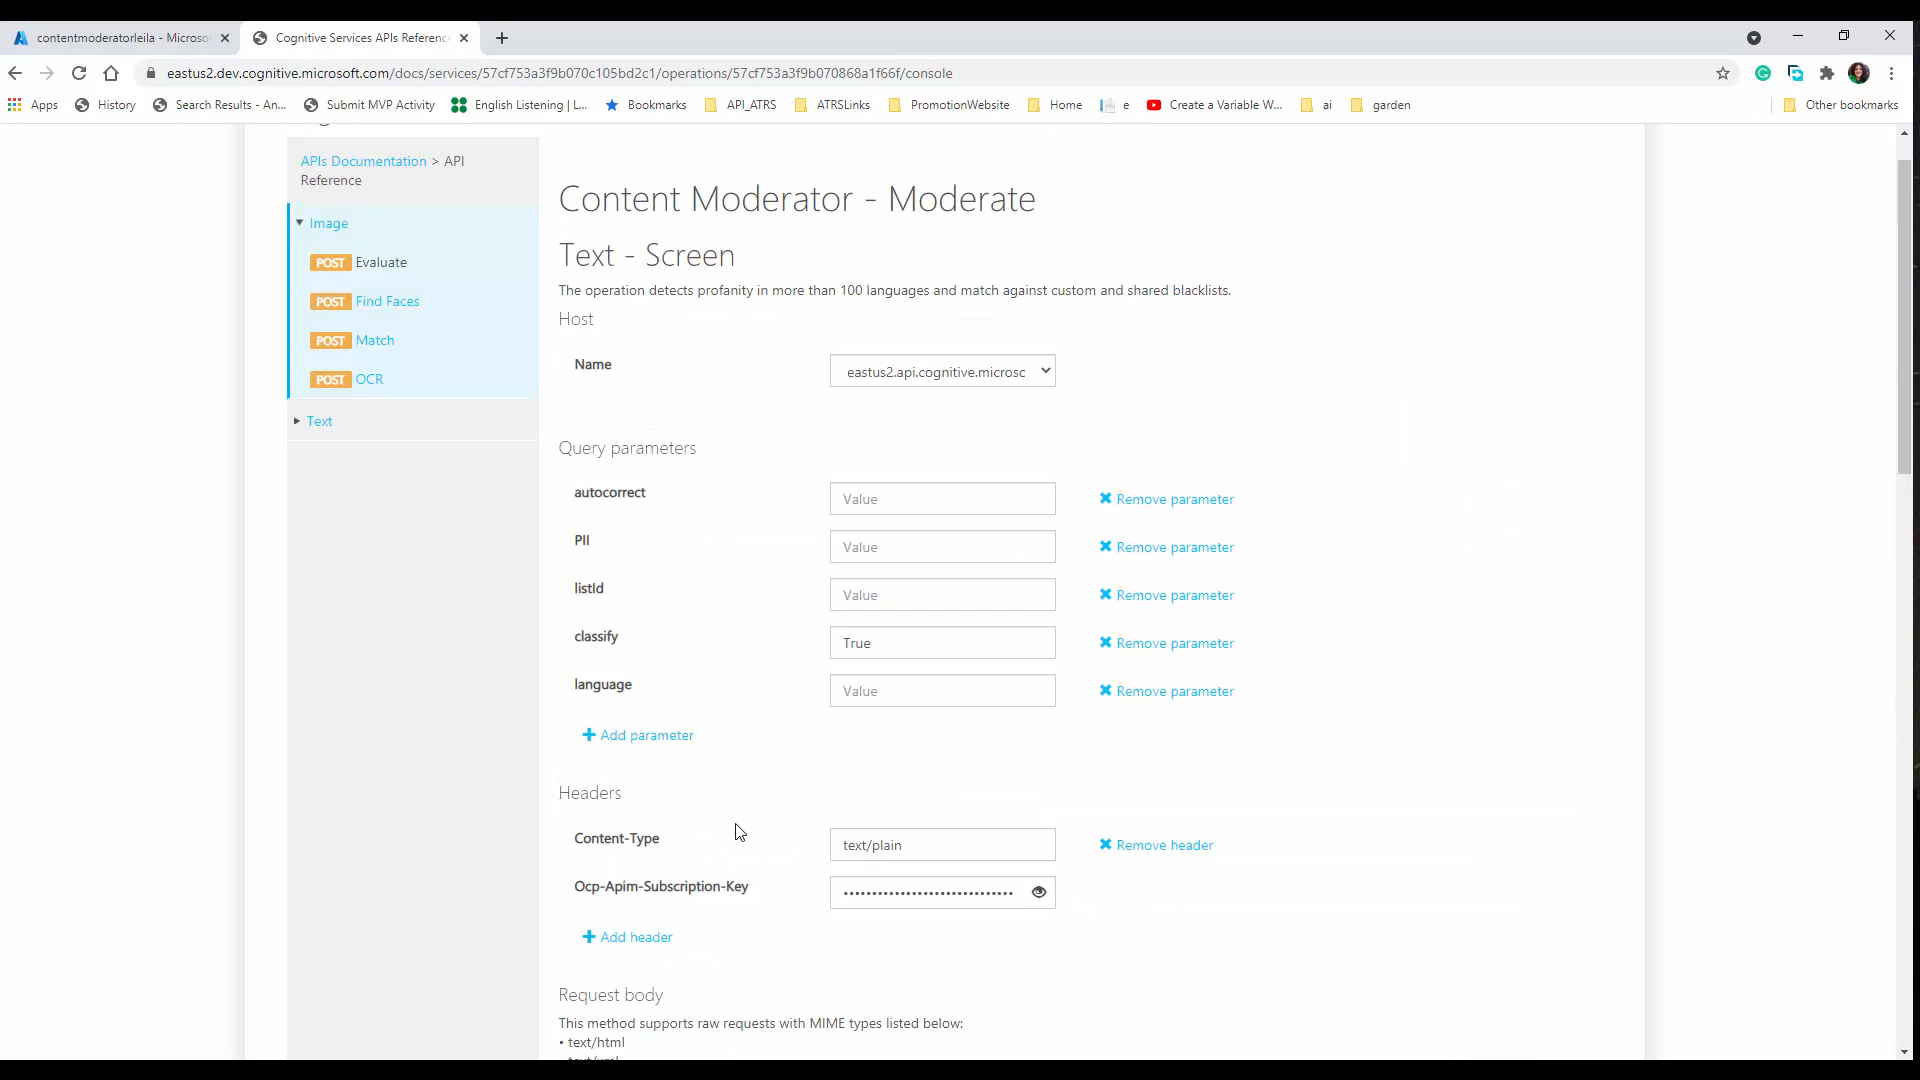 contentmoderatorleila - Microso
Cognitive Services APIs Reference
eastus2.dev.cognitive.microsoft.com/docs/services/57cf753a3f9b070c105bd2c1/operations/57cf753a3f9b070868a1f66f/console
Apps
History
Search Results - An...
Submit MVP Activity
English Listening | L...
Bookmarks
API_ATRS
ATRSLinks
PromotionWebsite
Home
e
Create a Variable W...
ai
garden
Other bookmarks
APIs Documentation > API
Reference
Image
POST Evaluate
POST Find Faces
POST Match
POST OCR
Text
Content Moderator - Moderate
Text - Screen
The operation detects profanity in more than 100 languages and match against custom and shared blacklists.
Host
Name
eastus2.api.cognitive.microsc
Query parameters
autocorrect
Value
Remove parameter
PII
Value
Remove parameter
listId
Value
Remove parameter
classify
True
Remove parameter
language
Value
Remove parameter
Add parameter
Headers
Content-Type
text/plain
Remove header
Ocp-Apim-Subscription-Key
••••••••••••••••••••••••••••••
Add header
Request body
This method supports raw requests with MIME types listed below:
• text/html